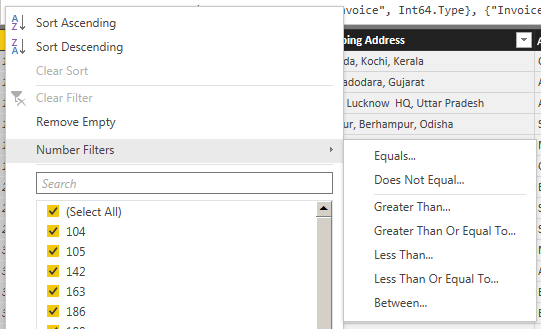 voice", Int64.Type}, {"Invoice
Sort Ascending
Sort Descending
Clear Sort
Clear Filter
Remove Empty
Number Filters
Search
(Select All)
104
105
142
163
186
ping Address
da, Kochi, Kerala
adodara, Gujarat
Lucknow HQ, Uttar Pradesh
ur, Berhampur, Odisha
Equals...
Does Not Equal...
Greater Than...
Greater Than Or Equal To...
Less Than...
Less Than Or Equal To...
Between...